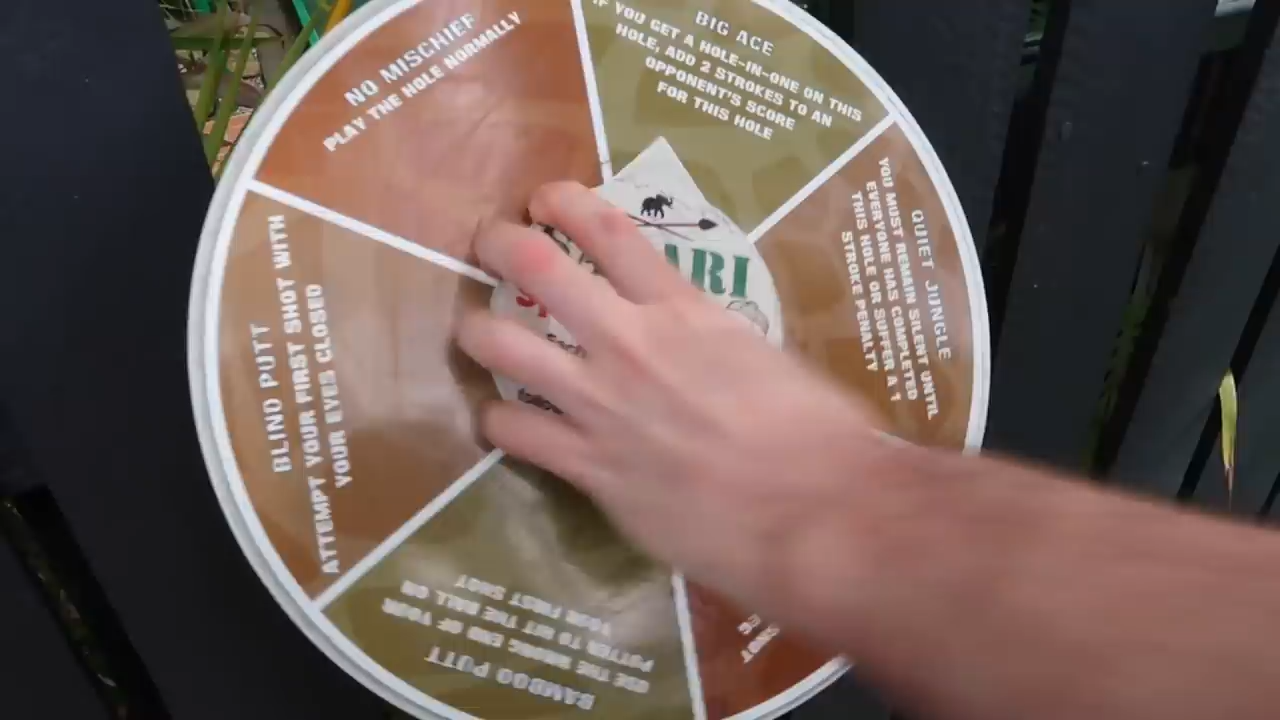 NO MISCHIEF
PLAY THE HOLE NORMALLY
BIG ACE
IF YOU GET A HOLE-IN-ONE ON THIS
HOLE, ADD 2 STROKES TO AN
OPPONENT'S SCORE
FOR THIS HOLE
QUIET JUNGLE
YOU MUST REMAIN SILENT UNTIL
EVERYONE HAS COMPLETED
THIS HOLE OR SUFFER A 1
STROKE PENALTY
BLIND PUTT
ATTEMPT YOUR FIRST SHOT WITH
YOUR EYES CLOSED
BAMBOO PUTT
USE THE WRONG END OF YOUR
PUTTER TO HIT THE BALL ON
YOUR FIRST SHOT
ARI